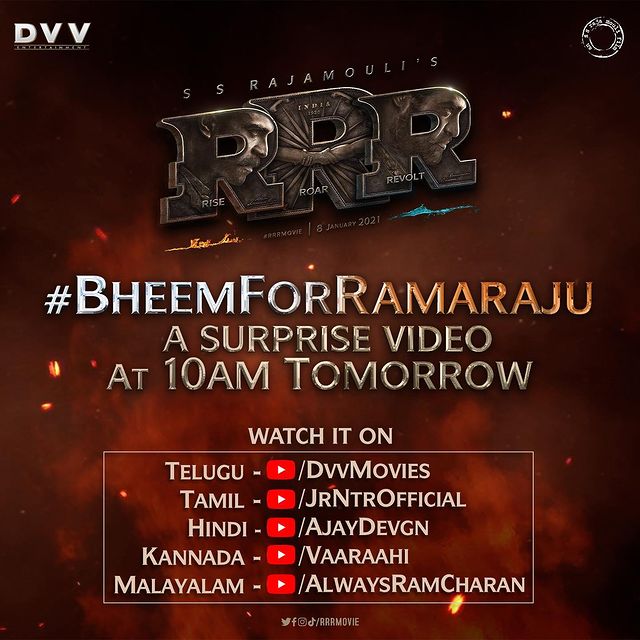 DVV
ENTERTAINMENT
S S RAJAMOULI'S
RRR
INDIA
1920
RISE
ROAR
REVOLT
#RRRMOVIE | 8 JANUARY 2021
#BHEEMFORRAMARAJU
A SURPRISE VIDEO
AT 10AM TOMORROW
WATCH IT ON
TELUGU - /DVVMOVIES
TAMIL - /JRNTROFFICIAL
HINDI - /AJAYDEVGN
KANNADA - /VAARAAHI
MALAYALAM - /ALWAYSRAMCHARAN
/RRRMOVIE